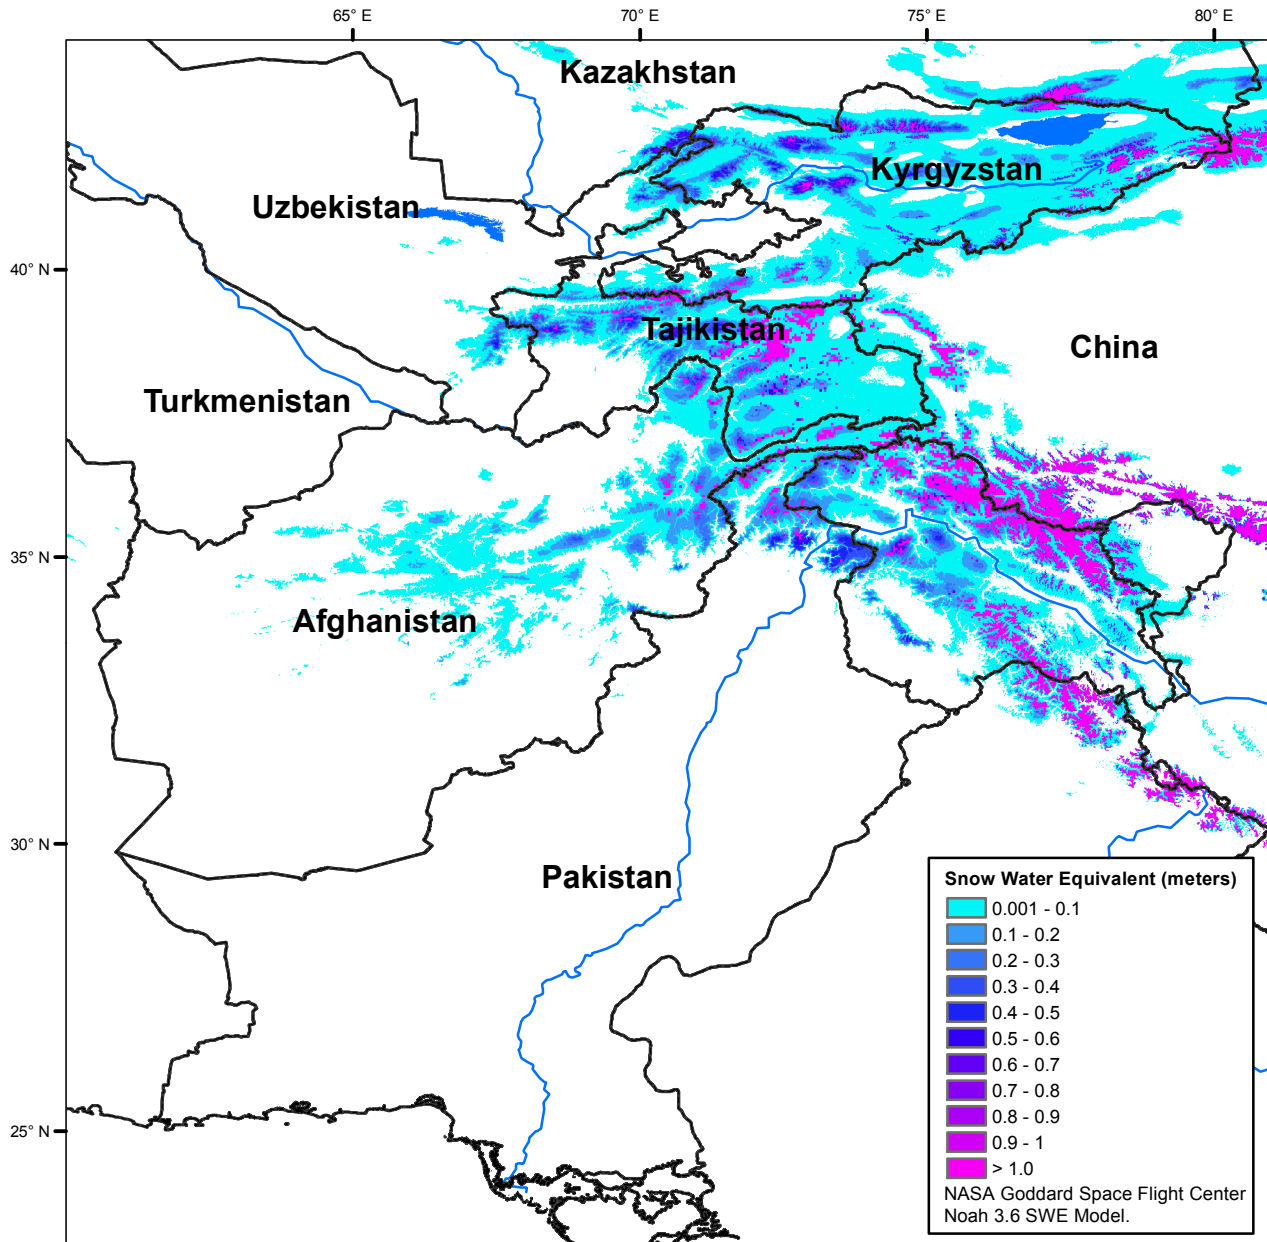 65° E
70° E
75° E
80° E
Kazakhstan
Kyrgyzstan
Uzbekistan
40° N
Tajikistan
China
Turkmenistan
35° N
Afghanistan
30° N
Pakistan
Snow Water Equivalent (meters)
0.001 - 0.1
0.1 - 0.2
0.2 - 0.3
0.3 - 0.4
0.4 - 0.5
0.5 - 0.6
0.6 - 0.7
0.7 - 0.8
0.8 - 0.9
0.9 - 1
> 1.0
25° N
NASA Goddard Space Flight Center
Noah 3.6 SWE Model.